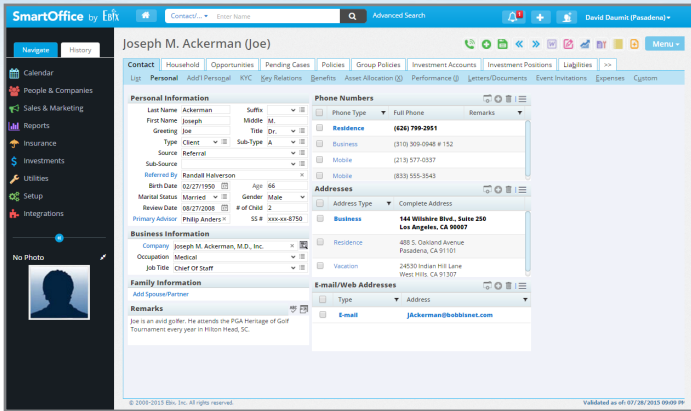 SmartOffice by Ebix
Contact/... Enter Name
Advanced Search
1
David Daumit (Pasadena)
Navigate History
Calendar
People & Companies
Sales & Marketing
Reports
Insurance
Investments
Utilities
Setup
Integrations
No Photo
Joseph M. Ackerman (Joe)
Menu
Contact Household Opportunities Pending Cases Policies Group Policies Investment Accounts Investment Positions Liabilities >>
List Personal Add'l Personal KYC Key Relations Benefits Asset Allocation (X) Performance (J) Letters/Documents Event Invitations Expenses Custom
Personal Information
Last Name Ackerman Suffix
First Name Joseph Middle M.
Greeting Joe Title Dr.
Type Client Sub-Type A
Source Referral
Sub-Source
Referred By Randall Halverson ×
Birth Date 02/27/1950 Age 66
Marital Status Married Gender Male
Review Date 08/27/2008 # of Child 2
Primary Advisor Philip Anders × SS # xxx-xx-8750
Business Information
Company Joseph M. Ackerman, M.D., Inc. ×
Occupation Medical
Job Title Chief Of Staff
Family Information
Add Spouse/Partner
Remarks
Joe is an avid golfer. He attends the PGA Heritage of Golf
Tournament every year in Hilton Head, SC.
Phone Numbers
Phone Type Full Phone Remarks
Residence (626) 799-2951
Business (310) 309-0948 # 152
Mobile (213) 577-0337
Mobile (833) 555-3543
Addresses
Address Type Complete Address
Business 144 Wilshire Blvd., Suite 250
Los Angeles, CA 90007
Residence 488 S. Oakland Avenue
Pasadena, CA 91101
Vacation 24530 Indian Hill Lane
West Hills, CA 91307
E-mail/Web Addresses
Type Address
E-mail JAckerman@bobbisnet.com
© 2000-2015 Ebix, Inc. All rights reserved.
Validated as of: 07/28/2015 09:09 PM